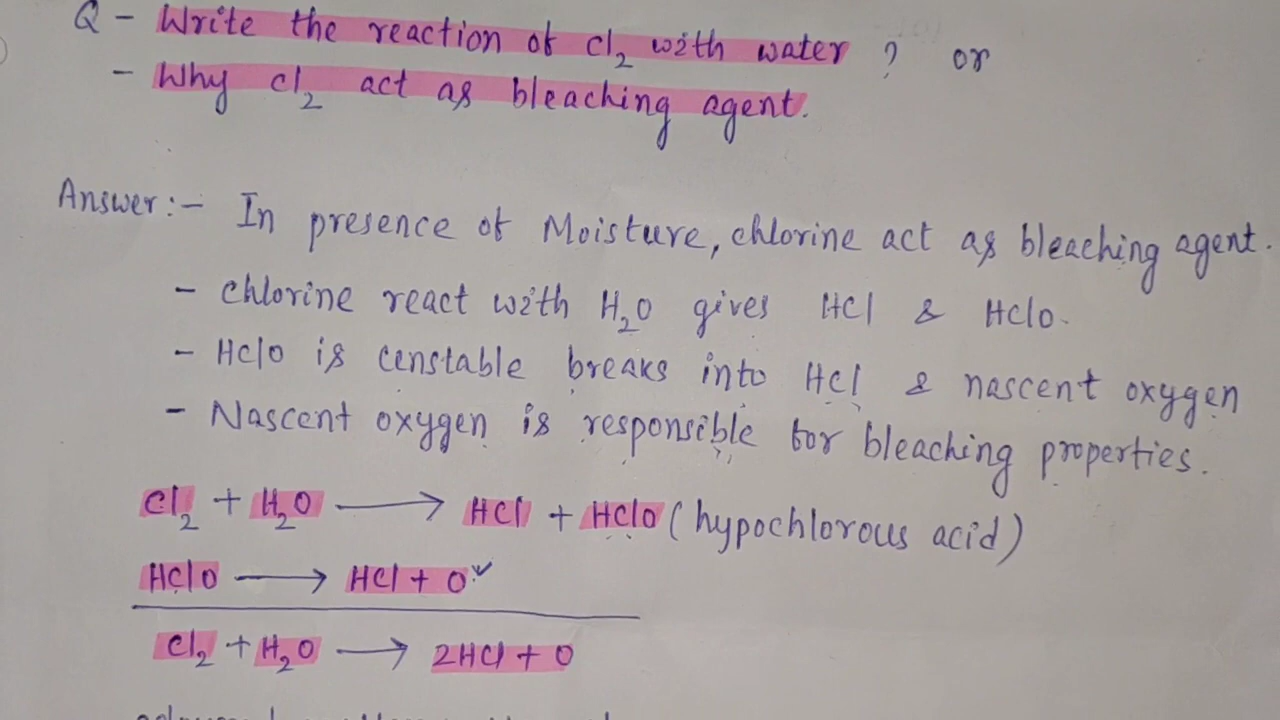 Q - Write the reaction of Cl₂ with water ? or
- Why Cl₂ act as bleaching agent.
Answer :- In presence of Moisture, chlorine act as bleaching agent.
- chlorine react with H₂O gives HCl & HClO.
- HClO is unstable breaks into HCl & nascent oxygen
- Nascent oxygen is responsible for bleaching properties.
Cl₂ + H₂O ⟶ HCl + HClO (hypochlorous acid)
HClO ⟶ HCl + O
Cl₂ + H₂O ⟶ 2HCl + O